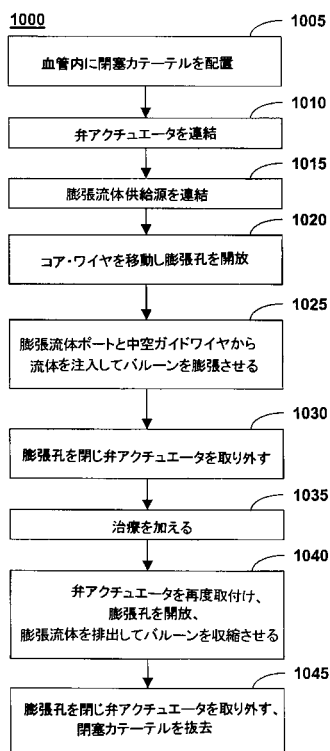 1000
1005
血管内に閉塞カテーテルを配置
1010
弁アクチュエータを連結
1015
膨張流体供給源を連結
1020
コア・ワイヤを移動し膨張孔を開放
1025
膨張流体ポートと中空ガイドワイヤから
流体を注入してバルーンを膨張させる
1030
膨張孔を閉じ弁アクチュエータを取り外す
1035
治療を加える
1040
弁アクチュエータを再度取付け、
膨張孔を開放、
膨張流体を排出してバルーンを収縮させる
1045
膨張孔を閉じ弁アクチュエータを取り外す、
閉塞カテーテルを抜去